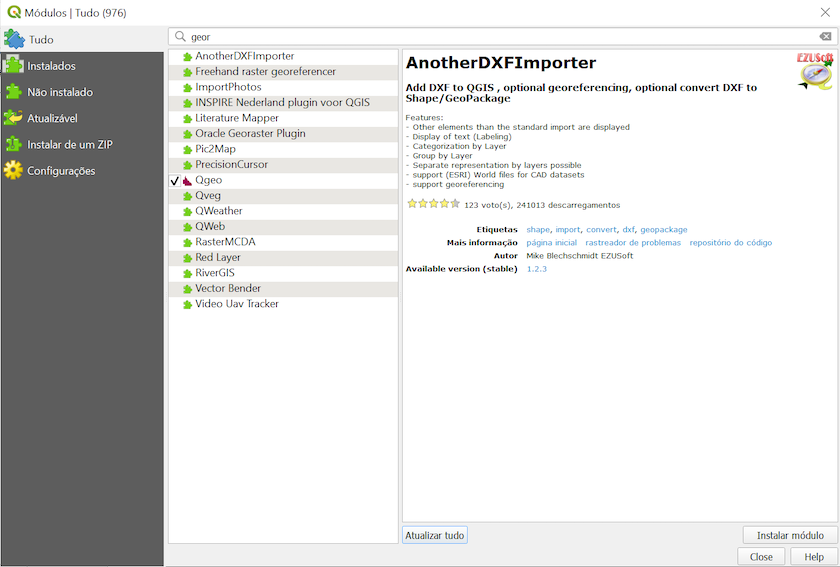 Módulos | Tudo (976)
Tudo
Instalados
Não instalado
Atualizável
Instalar de um ZIP
Configurações
geor
AnotherDXFImporter
Freehand raster georeferencer
ImportPhotos
INSPIRE Nederland plugin voor QGIS
Literature Mapper
Oracle Georaster Plugin
Pic2Map
PrecisionCursor
Qgeo
Qveg
QWeather
QWeb
RasterMCDA
Red Layer
RiverGIS
Vector Bender
Video Uav Tracker
AnotherDXFImporter
EZUSoft
Add DXF to QGIS , optional georeferencing, optional convert DXF to
Shape/GeoPackage
Features:
- Other elements than the standard import are displayed
- Display of text (Labeling)
- Categorization by Layer
- Group by Layer
- Separate representation by layers possible
- support (ESRI) World files for CAD datasets
- support georeferencing
123 voto(s), 241013 descarregamentos
Etiquetas shape, import, convert, dxf, geopackage
Mais informação página inicial rastreador de problemas repositório do código
Autor Mike Blechschmidt EZUSoft
Available version (stable) 1.2.3
Atualizar tudo
Instalar módulo
Close
Help